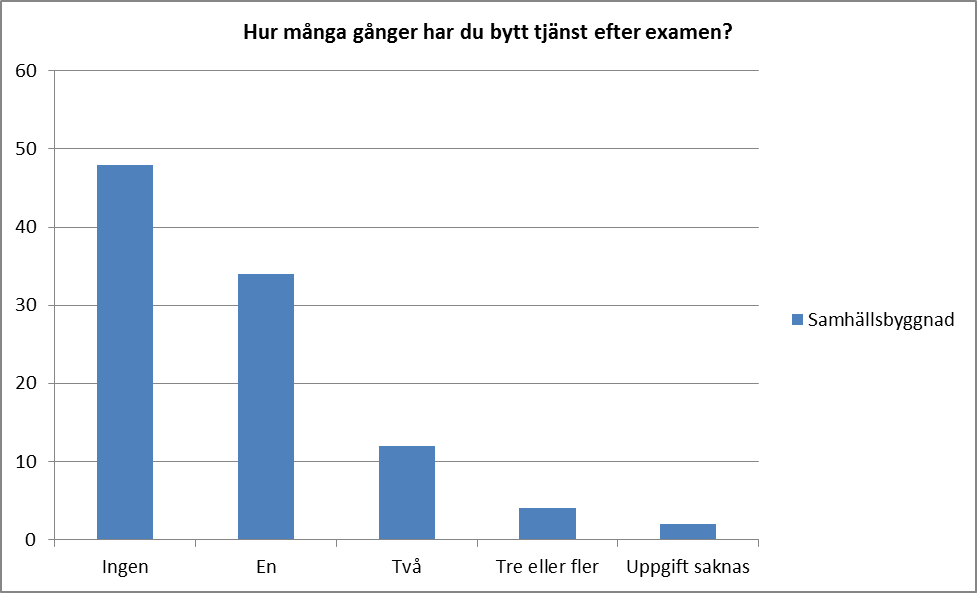 Hur många gånger har du bytt tjänst efter examen?
60
50
40
30
20
10
0
Ingen
En
Två
Tre eller fler
Uppgift saknas
Samhällsbyggnad